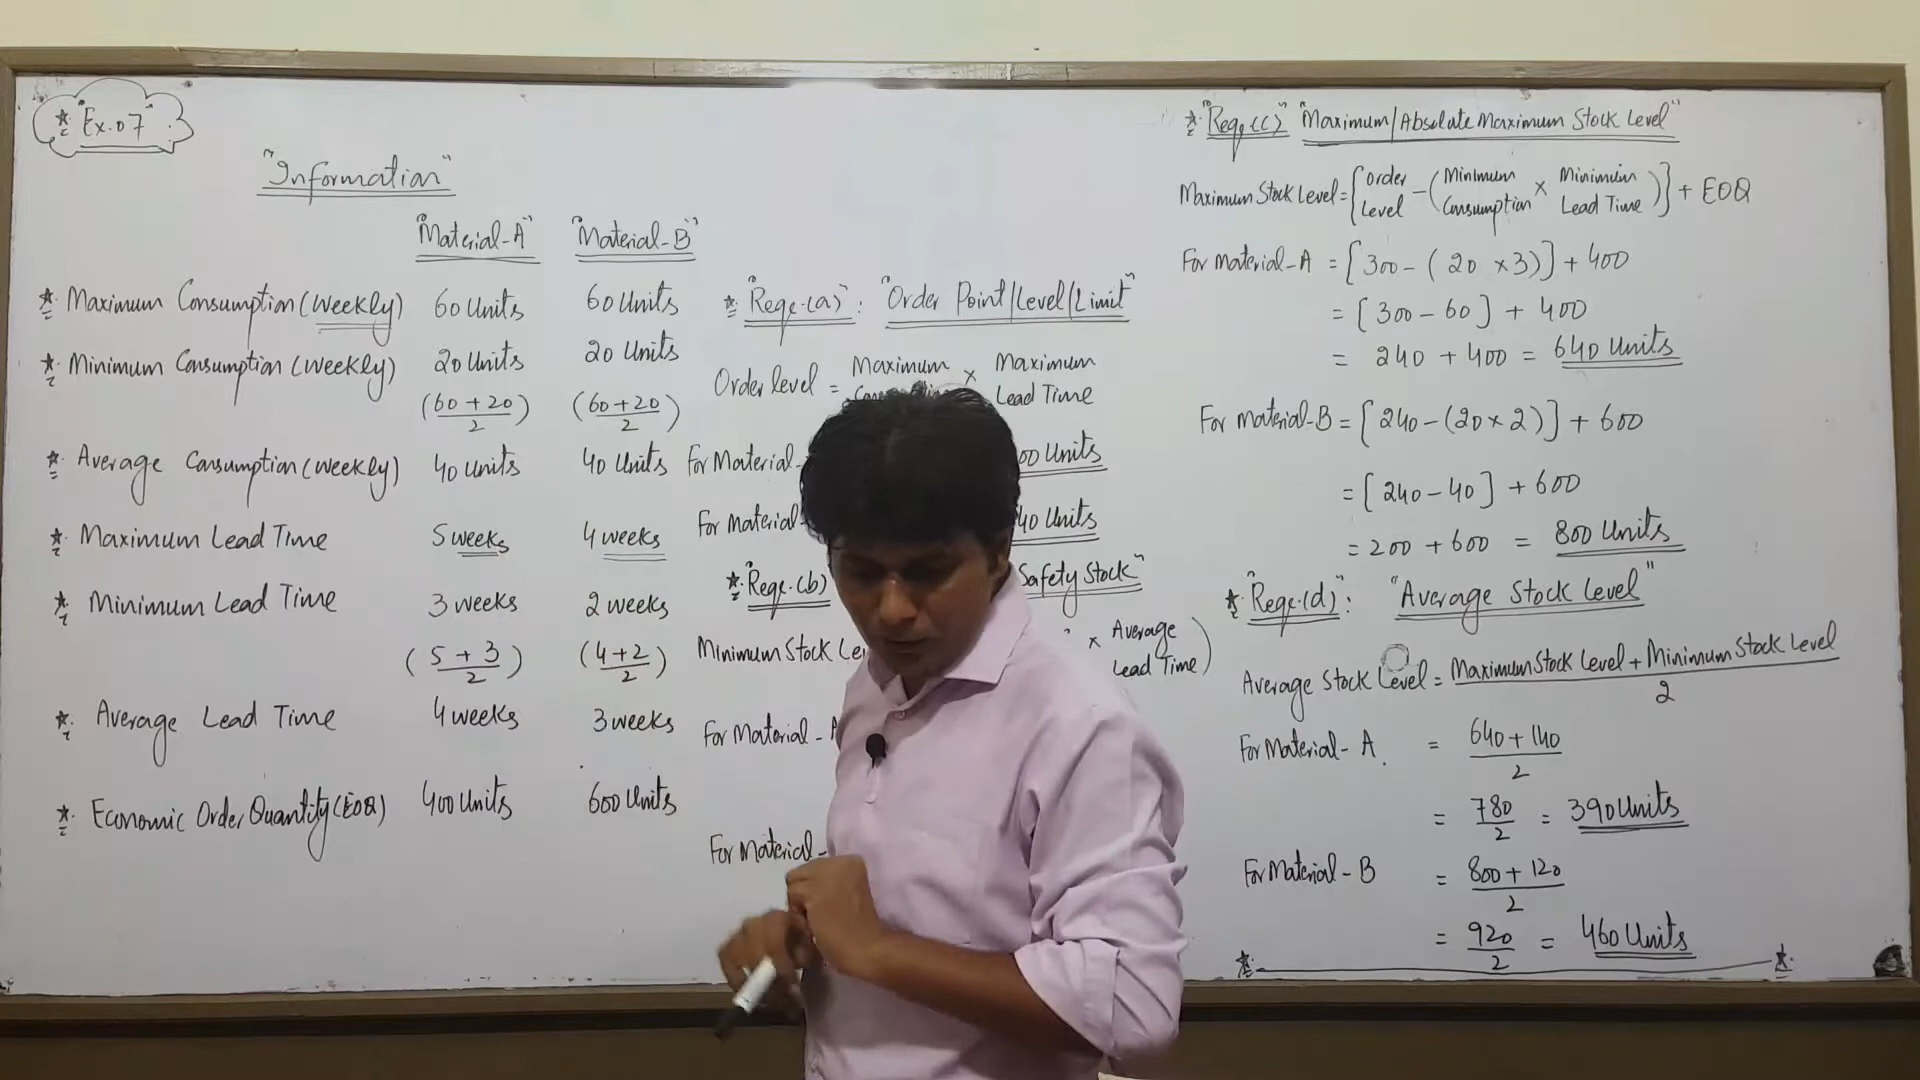 * "Ex.07"
"Information"
"Material-A" "Material-B"
* Maximum Consumption (Weekly) 60 Units 60 Units
* Minimum Consumption (Weekly) 20 Units 20 Units
(60+20)/2 (60+20)/2
* Average Consumption (Weekly) 40 Units 40 Units
* Maximum Lead Time 5 weeks 4 weeks
* Minimum Lead Time 3 weeks 2 weeks
(5+3)/2 (4+2)/2
* Average Lead Time 4 weeks 3 weeks
* Economic Order Quantity (EOQ) 400 Units 600 Units
* "Reqe.(a)": "Order Point/Level/Limit"
Order level = Maximum × Maximum Lead Time
For Material- 00 Units
For Material- 40 Units
* "Reqe.(b) Safety Stock"
Minimum Stock × Average Lead Time)
For Material - A
For Material -
* "Reqe(c)" "Maximum/Absolute Maximum Stock Level"
Maximum Stock Level = [Order Level - (Minimum Consumption × Minimum Lead Time)] + EOQ
For Material-A = [300 - (20 × 3)] + 400
= [300 - 60] + 400
= 240 + 400 = 640 Units
For Material-B = [240 - (20 × 2)] + 600
= [240 - 40] + 600
= 200 + 600 = 800 Units
* "Reqe.(d)": "Average Stock Level"
Average Stock Level = Maximum Stock Level + Minimum Stock Level / 2
For Material - A = 640 + 140 / 2
= 780/2 = 390 Units
For Material - B = 800 + 120 / 2
= 920/2 = 460 Units